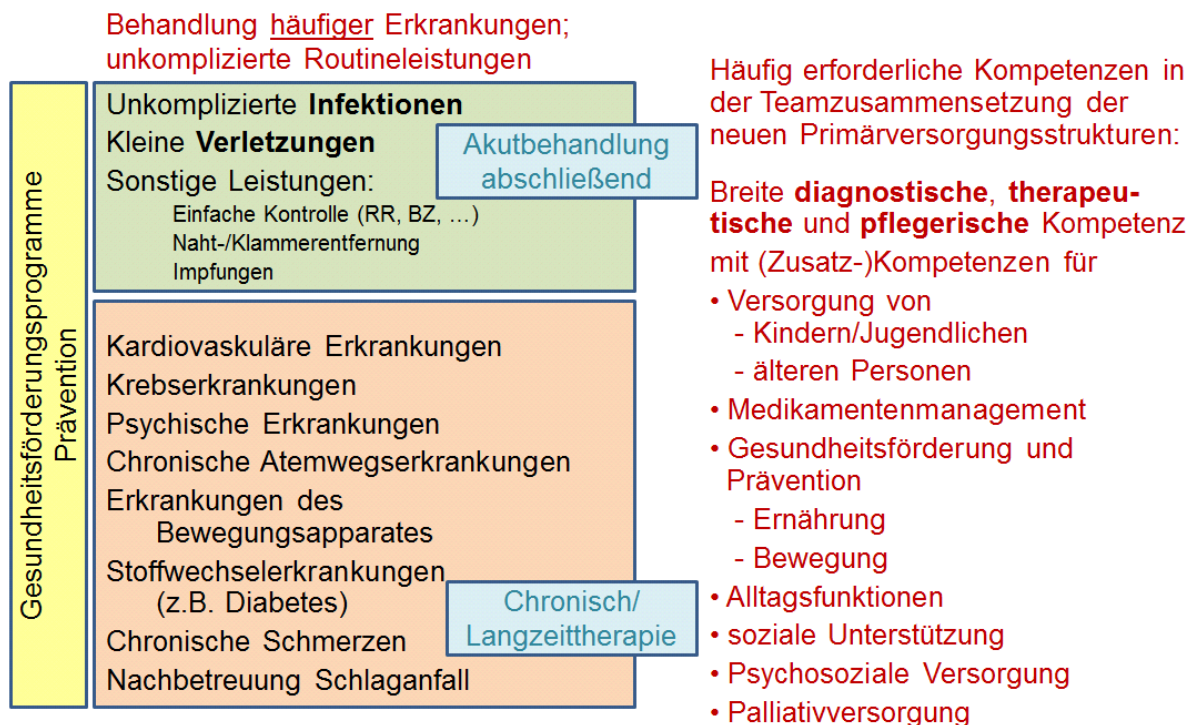 Behandlung häufiger Erkrankungen;
unkomplizierte Routineleistungen
Gesundheitsförderungsprogramme
Prävention
Unkomplizierte Infektionen
Kleine Verletzungen
Sonstige Leistungen:
Einfache Kontrolle (RR, BZ, …)
Naht-/Klammerentfernung
Impfungen
Akutbehandlung
abschließend
Kardiovaskuläre Erkrankungen
Krebserkrankungen
Psychische Erkrankungen
Chronische Atemwegserkrankungen
Erkrankungen des
Bewegungsapparates
Stoffwechselerkrankungen
(z.B. Diabetes)
Chronische Schmerzen
Nachbetreuung Schlaganfall
Chronisch/
Langzeittherapie
Häufig erforderliche Kompetenzen in
der Teamzusammensetzung der
neuen Primärversorgungsstrukturen:
Breite diagnostische, therapeu-
tische und pflegerische Kompetenz
mit (Zusatz-)Kompetenzen für
• Versorgung von
- Kindern/Jugendlichen
- älteren Personen
• Medikamentenmanagement
• Gesundheitsförderung und
Prävention
- Ernährung
- Bewegung
• Alltagsfunktionen
• soziale Unterstützung
• Psychosoziale Versorgung
• Palliativversorgung